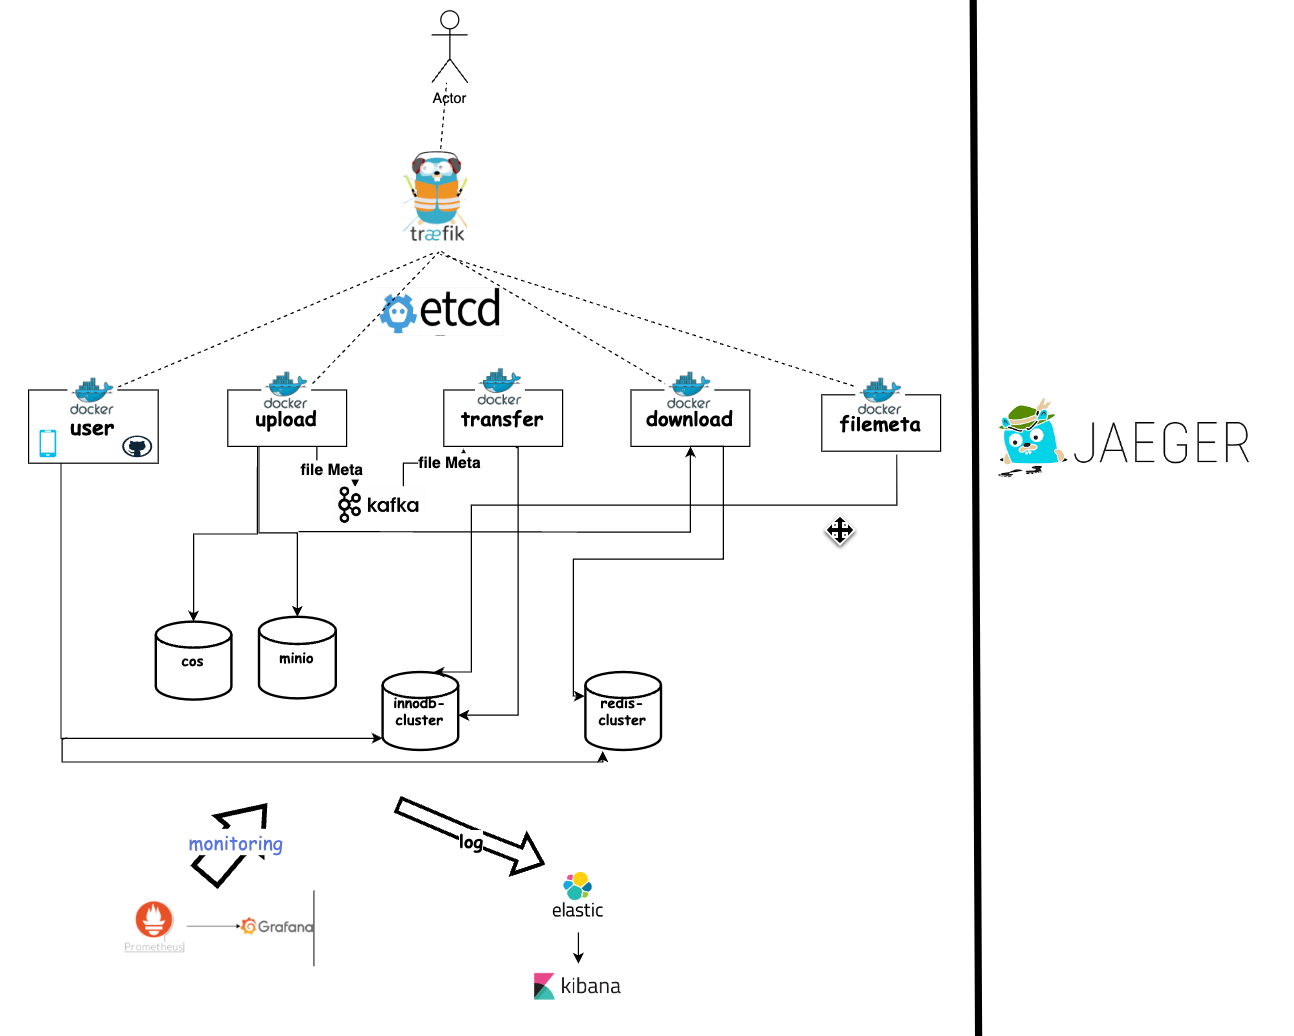 Actor
træfik
etcd
docker
user
docker
upload
docker
transfer
docker
download
docker
filemeta
file Meta
file Meta
kafka
JAEGER
cos
minio
innodb-
cluster
redis-
cluster
monitoring
log
Prometheus
Grafana
elastic
kibana